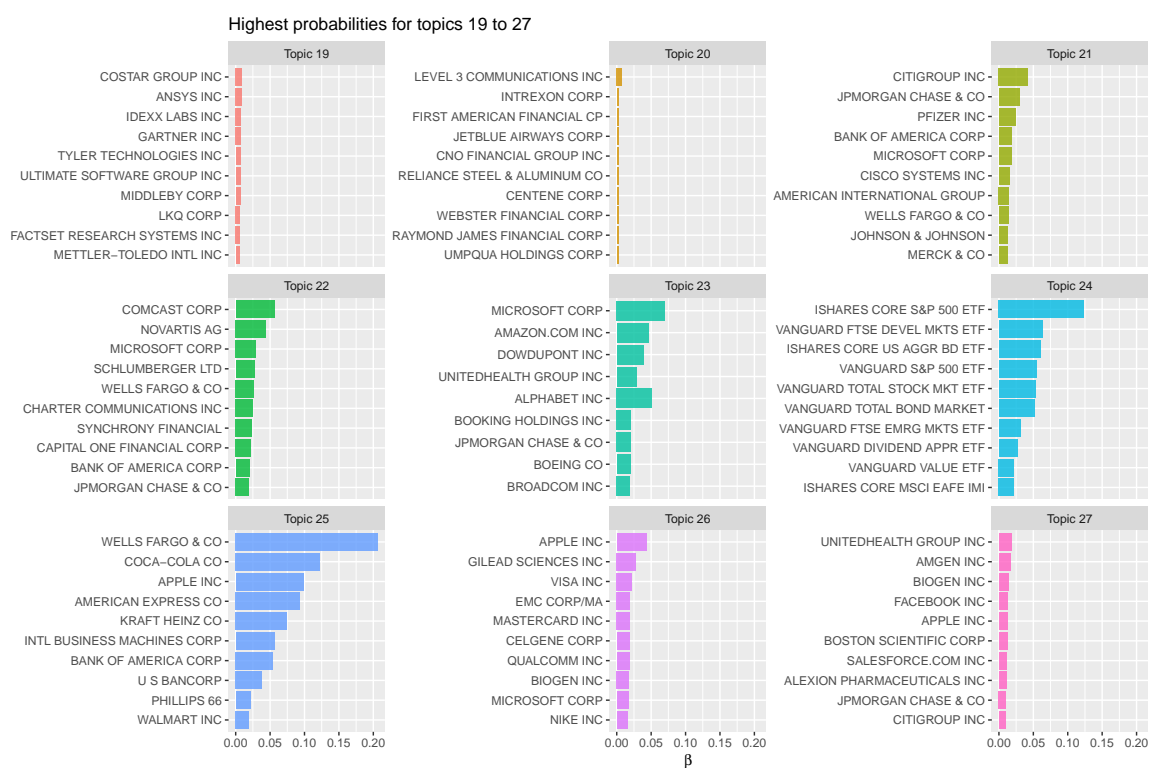 Highest probabilities for topics 19 to 27
Topic 19
COSTAR GROUP INC
ANSYS INC
IDEXX LABS INC
GARTNER INC
TYLER TECHNOLOGIES INC
ULTIMATE SOFTWARE GROUP INC
MIDDLEBY CORP
LKQ CORP
FACTSET RESEARCH SYSTEMS INC
METTLER−TOLEDO INTL INC
Topic 20
LEVEL 3 COMMUNICATIONS INC
INTREXON CORP
FIRST AMERICAN FINANCIAL CP
JETBLUE AIRWAYS CORP
CNO FINANCIAL GROUP INC
RELIANCE STEEL & ALUMINUM CO
CENTENE CORP
WEBSTER FINANCIAL CORP
RAYMOND JAMES FINANCIAL CORP
UMPQUA HOLDINGS CORP
Topic 21
CITIGROUP INC
JPMORGAN CHASE & CO
PFIZER INC
BANK OF AMERICA CORP
MICROSOFT CORP
CISCO SYSTEMS INC
AMERICAN INTERNATIONAL GROUP
WELLS FARGO & CO
JOHNSON & JOHNSON
MERCK & CO
Topic 22
COMCAST CORP
NOVARTIS AG
MICROSOFT CORP
SCHLUMBERGER LTD
WELLS FARGO & CO
CHARTER COMMUNICATIONS INC
SYNCHRONY FINANCIAL
CAPITAL ONE FINANCIAL CORP
BANK OF AMERICA CORP
JPMORGAN CHASE & CO
Topic 23
MICROSOFT CORP
AMAZON.COM INC
DOWDUPONT INC
UNITEDHEALTH GROUP INC
ALPHABET INC
BOOKING HOLDINGS INC
JPMORGAN CHASE & CO
BOEING CO
BROADCOM INC
Topic 24
ISHARES CORE S&P 500 ETF
VANGUARD FTSE DEVEL MKTS ETF
ISHARES CORE US AGGR BD ETF
VANGUARD S&P 500 ETF
VANGUARD TOTAL STOCK MKT ETF
VANGUARD TOTAL BOND MARKET
VANGUARD FTSE EMRG MKTS ETF
VANGUARD DIVIDEND APPR ETF
VANGUARD VALUE ETF
ISHARES CORE MSCI EAFE IMI
Topic 25
WELLS FARGO & CO
COCA−COLA CO
APPLE INC
AMERICAN EXPRESS CO
KRAFT HEINZ CO
INTL BUSINESS MACHINES CORP
BANK OF AMERICA CORP
U S BANCORP
PHILLIPS 66
WALMART INC
0.00 0.05 0.10 0.15 0.20
Topic 26
APPLE INC
GILEAD SCIENCES INC
VISA INC
EMC CORP/MA
MASTERCARD INC
CELGENE CORP
QUALCOMM INC
BIOGEN INC
MICROSOFT CORP
NIKE INC
0.00 0.05 0.10 0.15 0.20
Topic 27
UNITEDHEALTH GROUP INC
AMGEN INC
BIOGEN INC
FACEBOOK INC
APPLE INC
BOSTON SCIENTIFIC CORP
SALESFORCE.COM INC
ALEXION PHARMACEUTICALS INC
JPMORGAN CHASE & CO
CITIGROUP INC
0.00 0.05 0.10 0.15 0.20
β